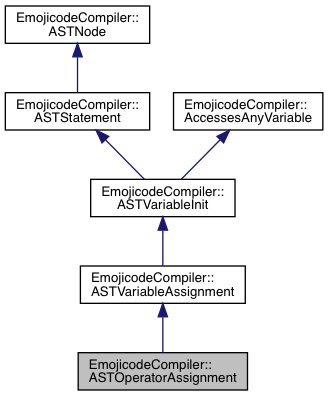 EmojicodeCompiler::
ASTNode
EmojicodeCompiler::
ASTStatement
EmojicodeCompiler::
AccessesAnyVariable
EmojicodeCompiler::
ASTVariableInit
EmojicodeCompiler::
ASTVariableAssignment
EmojicodeCompiler::
ASTOperatorAssignment